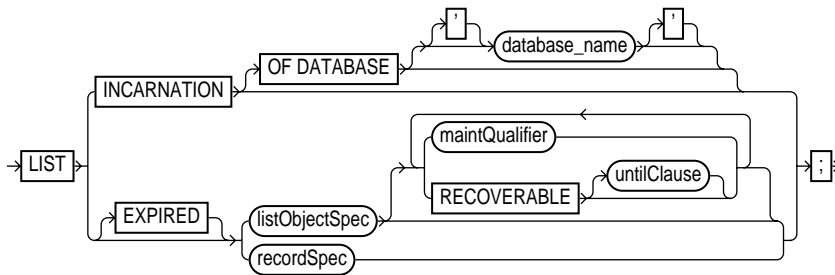 ' database_name '
OF DATABASE
INCARNATION
maintQualifier
LIST ;
untilClause
RECOVERABLE
EXPIRED listObjectSpec
recordSpec